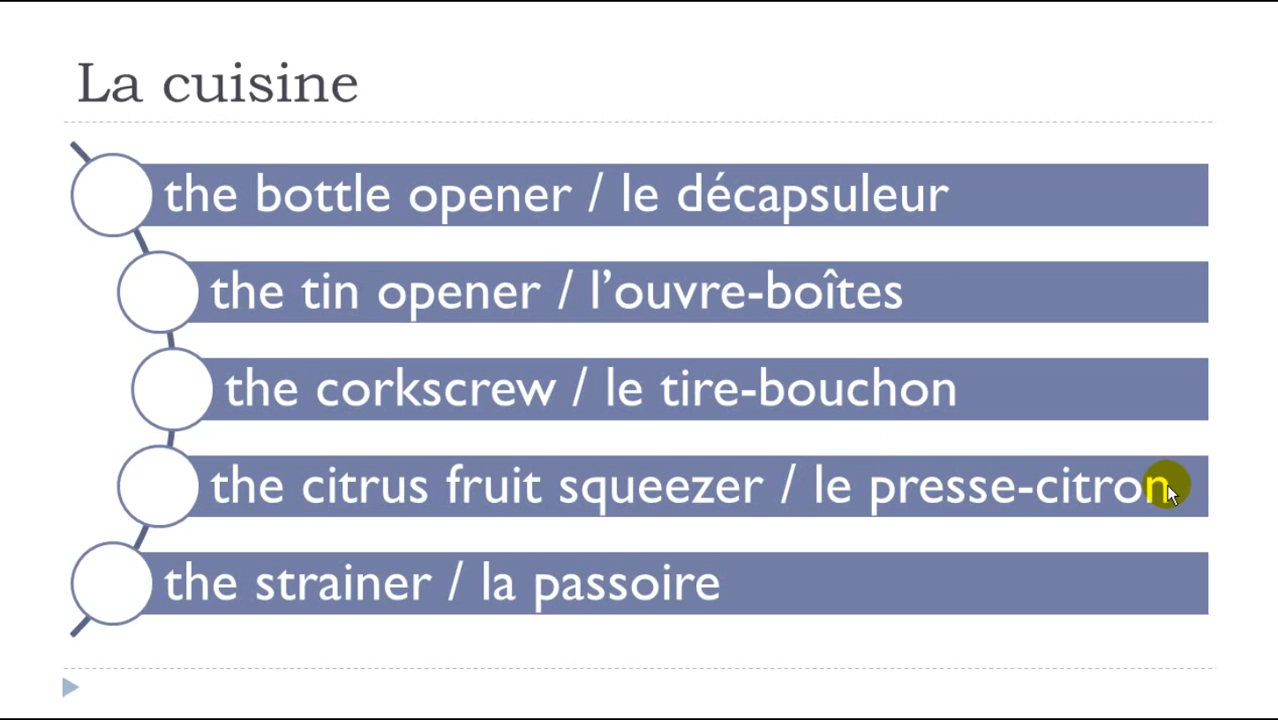 La cuisine
the bottle opener / le décapsuleur
the tin opener / l’ouvre-boîtes
the corkscrew / le tire-bouchon
the citrus fruit squeezer / le presse-citron
the strainer / la passoire